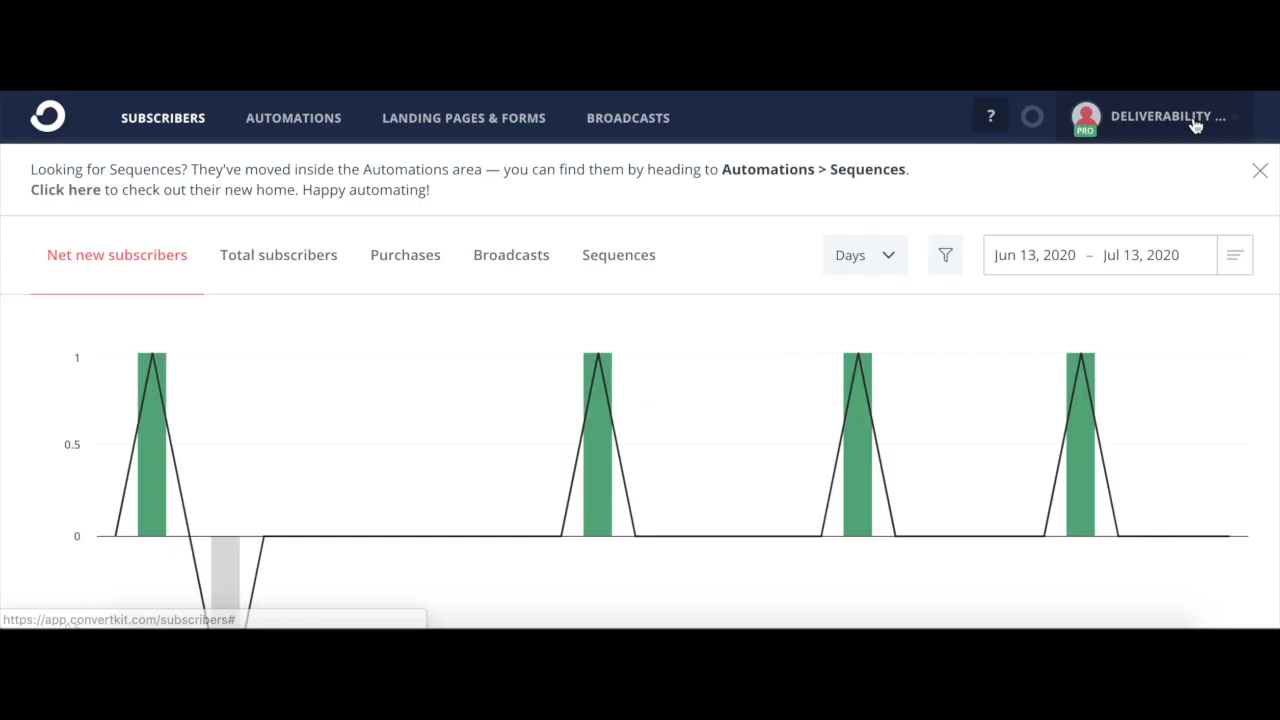 SUBSCRIBERS AUTOMATIONS LANDING PAGES & FORMS BROADCASTS ? PRO DELIVERABILITY ...
Looking for Sequences? They've moved inside the Automations area — you can find them by heading to Automations > Sequences.
Click here to check out their new home. Happy automating!
Net new subscribers Total subscribers Purchases Broadcasts Sequences Days Jun 13, 2020 – Jul 13, 2020
1
0.5
0
https://app.convertkit.com/subscribers#